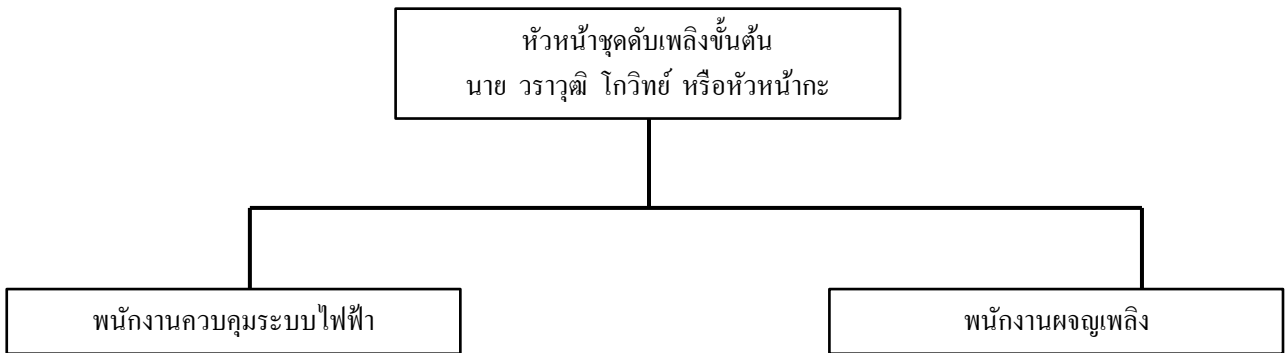 หัวหน้าชุดดับเพลิงขั้นต้น
นาย วราวุฒิ โกวิทย์ หรือหัวหน้ากะ
พนักงานควบคุมระบบไฟฟ้า
พนักงานผจญเพลิง